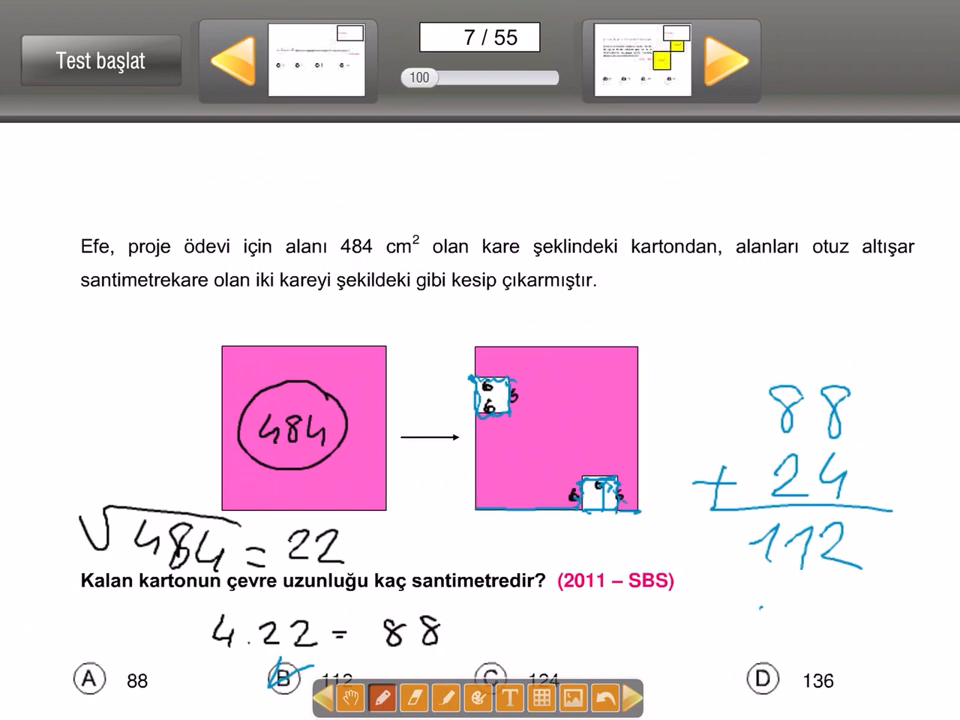 Test başlat
7 / 55
100
Efe, proje ödevi için alanı 484 cm² olan kare şeklindeki kartondan, alanları otuz altışar
santimetrekare olan iki kareyi şekildeki gibi kesip çıkarmıştır.
484
6
6
6
6
6
6
88
+ 24
112
√484 = 22
Kalan kartonun çevre uzunluğu kaç santimetredir? (2011 – SBS)
4.22 = 88
A 88
B 112
C 124
D 136
T